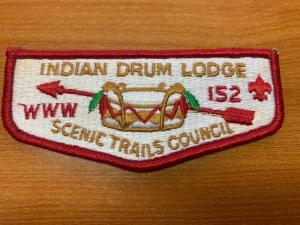 INDIAN DRUM LODGE
WWW 152
SCENIC TRAILS COUNCIL